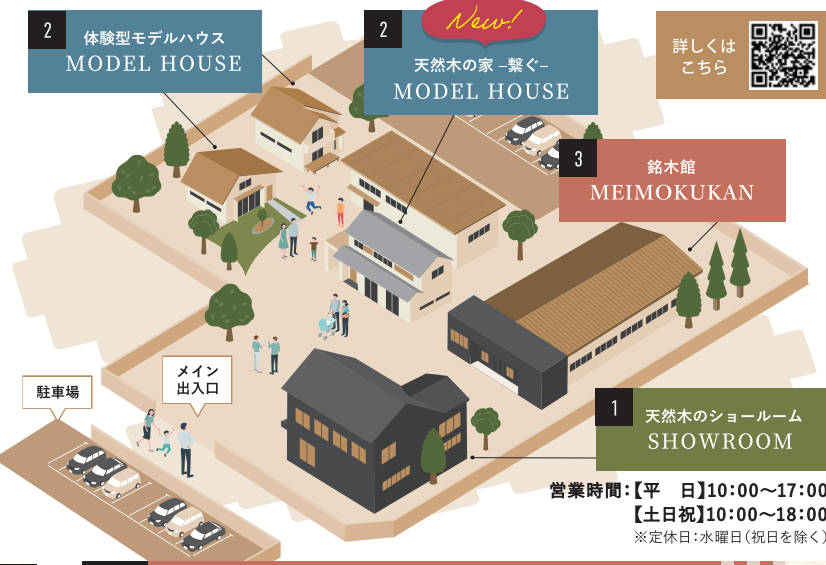 2
体験型モデルハウス
MODEL HOUSE
2
New!
天然木の家 –繋ぐ–
MODEL HOUSE
詳しくは
こちら
3
銘木館
MEIMOKUKAN
駐車場
メイン
出入口
1
天然木のショールーム
SHOWROOM
営業時間：【平　日】10：00〜17：00
【土日祝】10：00〜18：00
※定休日：水曜日（祝日を除く）